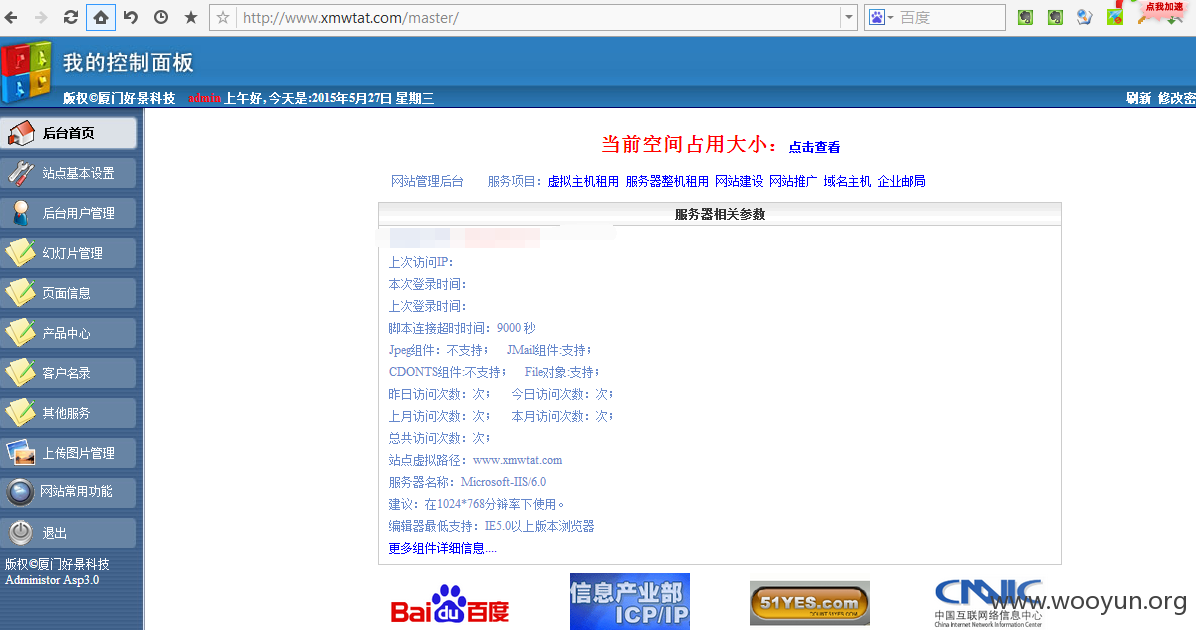 http://www.xmwtat.com/master/
百度
点我加速
我的控制面板
版权©厦门好景科技 admin 上午好,今天是:2015年5月27日 星期三
刷新 修改密
后台首页
站点基本设置
后台用户管理
幻灯片管理
页面信息
产品中心
客户名录
其他服务
上传图片管理
网站常用功能
退出
版权©厦门好景科技
Administor Asp3.0
当前空间占用大小：点击查看
网站管理后台 服务项目：虚拟主机租用 服务器整机租用 网站建设 网站推广 域名主机 企业邮局
服务器相关参数
上次访问IP:
本次登录时间：
上次登录时间：
脚本连接超时时间：9000 秒
Jpeg组件：不支持； JMail组件:支持；
CDONTS组件:不支持； File对象:支持；
昨日访问次数：次； 今日访问次数：次；
上月访问次数：次； 本月访问次数：次；
总共访问次数：次；
站点虚拟路径：www.xmwtat.com
服务器名称：Microsoft-IIS/6.0
建议：在1024*768分辩率下使用。
编辑器最低支持：IE5.0以上版本浏览器
更多组件详细信息....
Bai du 百度
信息产业部
ICP/IP
51YES.com
COUNT.51YES.COM
CNNIC
中国互联网络信息中心
China Internet Network Information Center
www.wooyun.org